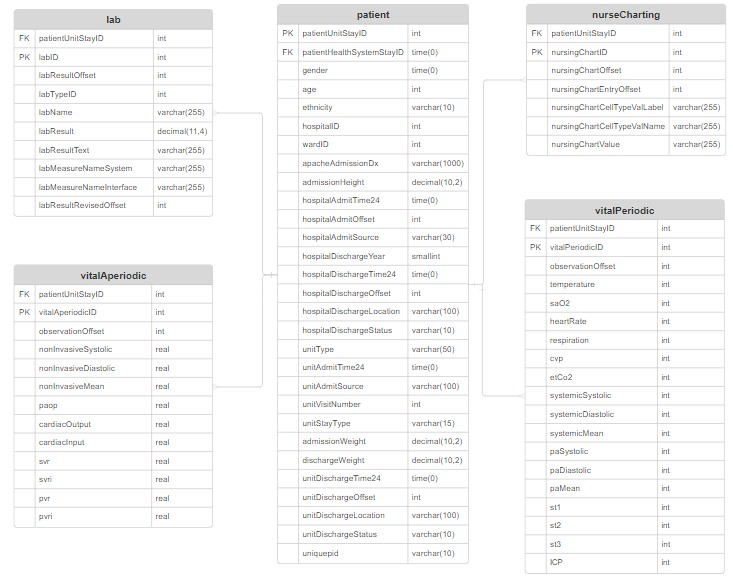 lab
FK patientUnitStayID int
PK labID int
labResultOffset int
labTypeID int
labName varchar(255)
labResult decimal(11,4)
labResultText varchar(255)
labMeasureNameSystem varchar(255)
labMeasureNameInterface varchar(255)
labResultRevisedOffset int
vitalAperiodic
FK patientUnitStayID int
PK vitalAperiodicID int
observationOffset int
nonInvasiveSystolic real
nonInvasiveDiastolic real
nonInvasiveMean real
paop real
cardiacOutput real
cardiacInput real
svr real
svri real
pvr real
pvri real
patient
PK patientUnitStayID int
FK patientHealthSystemStayID time(0)
gender time(0)
age int
ethnicity varchar(10)
hospitalID int
wardID int
apacheAdmissionDx varchar(1000)
admissionHeight decimal(10,2)
hospitalAdmitTime24 time(0)
hospitalAdmitOffset int
hospitalAdmitSource varchar(30)
hospitalDischargeYear smallint
hospitalDischargeTime24 time(0)
hospitalDischargeOffset int
hospitalDischargeLocation varchar(100)
hospitalDischargeStatus varchar(10)
unitType varchar(50)
unitAdmitTime24 time(0)
unitAdmitSource varchar(100)
unitVisitNumber int
unitStayType varchar(15)
admissionWeight decimal(10,2)
dischargeWeight decimal(10,2)
unitDischargeTime24 time(0)
unitDischargeOffset int
unitDischargeLocation varchar(100)
unitDischargeStatus varchar(10)
uniquepid varchar(10)
nurseCharting
FK patientUnitStayID int
PK nursingChartID int
nursingChartOffset int
nursingChartEntryOffset int
nursingChartCellTypeValLabel varchar(255)
nursingChartCellTypeValName varchar(255)
nursingChartValue varchar(255)
vitalPeriodic
FK patientUnitStayID int
PK vitalPeriodicID int
observationOffset int
temperature int
saO2 int
heartRate int
respiration int
cvp int
etCo2 int
systemicSystolic int
systemicDiastolic int
systemicMean int
paSystolic int
paDiastolic int
paMean int
st1 int
st2 int
st3 int
ICP int